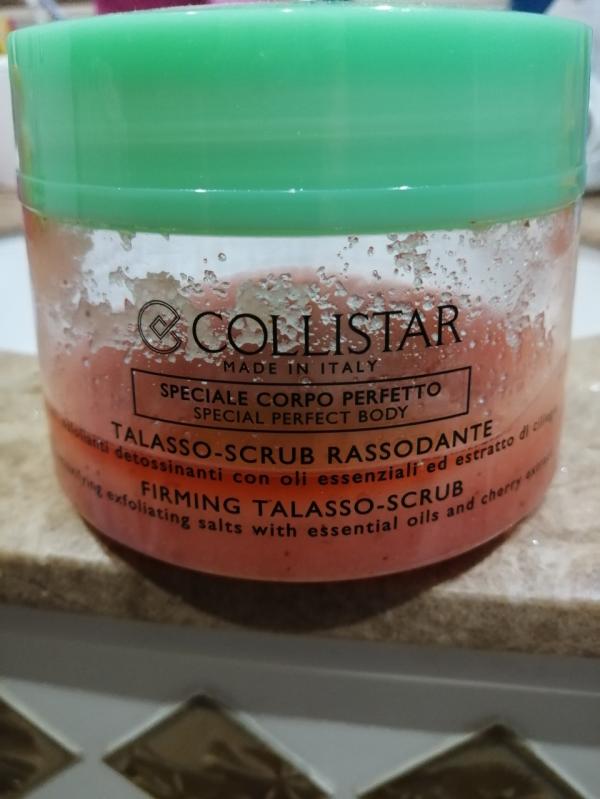 COLLISTAR
MADE IN ITALY
SPECIALE CORPO PERFETTO
SPECIAL PERFECT BODY
TALASSO-SCRUB RASSODANTE
esfolianti detossinanti con oli essenziali ed estratto di
FIRMING TALASSO-SCRUB
exfoliating salts with essential oils and cherry